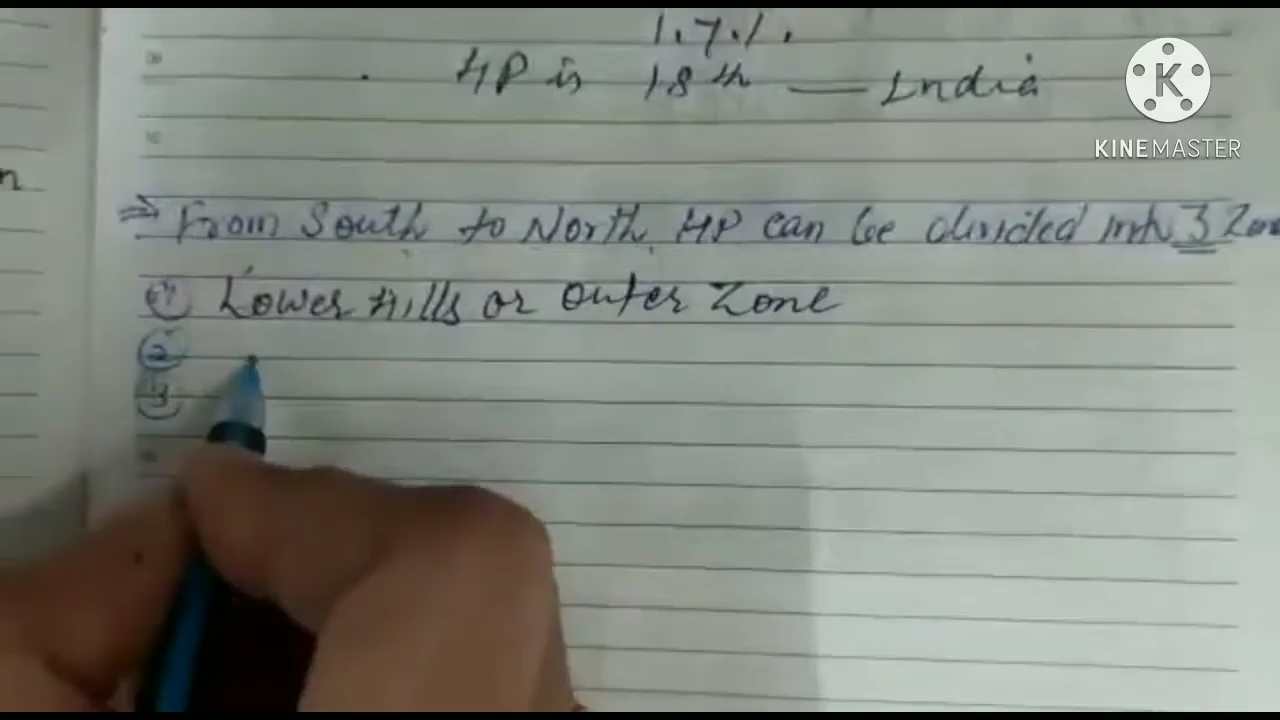 1.7%.
HP is 18th — India
K
KINEMASTER
n
⇒ From South to North, HP can be divided into 3 Zon
① Lower Hills or Outer Zone
②
③